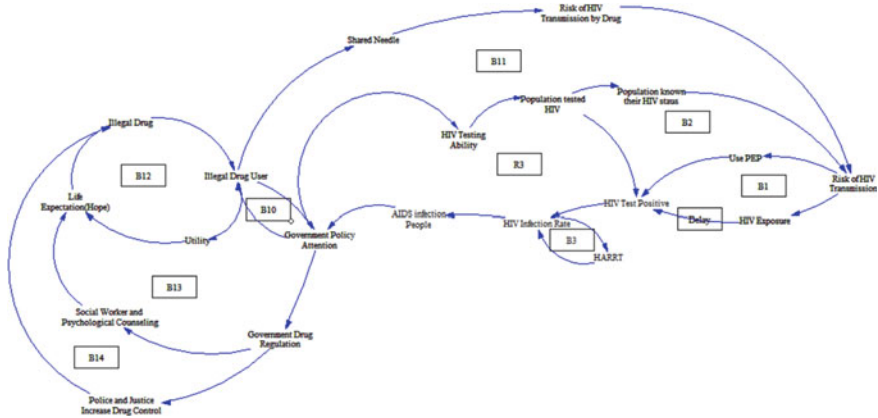 Risk of HIV
Transmission by Drug
Shared Needle
B11
Population tested
HIV
Population known
their HIV staus
Illegal Drug
HIV Testing
Ability
B2
B12
Illegal Drug User
R3
Use PEP
B1
Risk of HIV
Transmission
Life
Expectation(Hope)
B10
AIDS infection
People
HIV Test Positive
Utility
Government Policy
Attention
HIV Infection Rate
Delay
HIV Exposure
B3
HARRT
B13
Social Worker and
Psychological Counseling
Government Drug
Regulation
B14
Police and Justice
Increase Drug Control